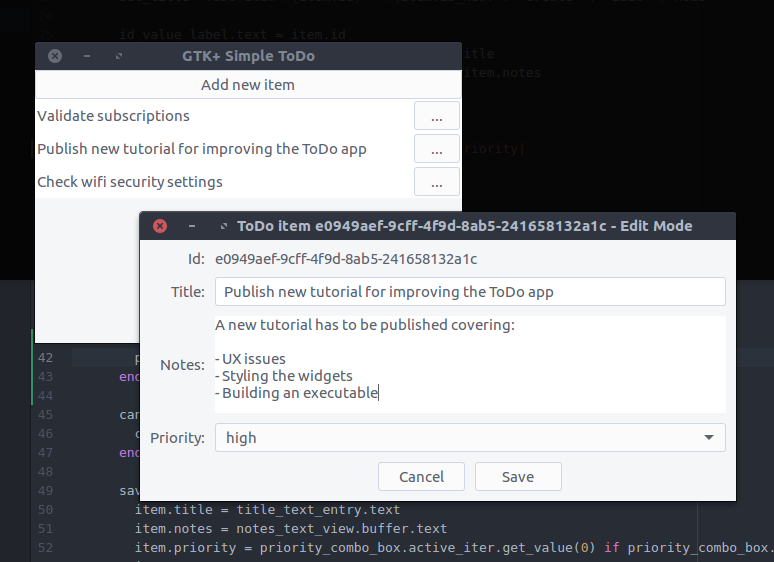 id_value_label.text = item.id
GTK+ Simple ToDo
title
Add new item
item.notes
Validate subscriptions
...
Publish new tutorial for improving the ToDo app
...
riority|
Check wifi security settings
...
ToDo item e0949aef-9cff-4f9d-8ab5-241658132a1c - Edit Mode
Id: e0949aef-9cff-4f9d-8ab5-241658132a1c
Title: Publish new tutorial for improving the ToDo app
Notes: A new tutorial has to be published covering:
- UX issues
- Styling the widgets
- Building an executable
Priority: high
Cancel
Save
42 p
43 end
44
45 can
46 c
47 end
48
49 sav
50 item.title = title_text_entry.text
51 item.notes = notes_text_view.buffer.text
52 item.priority = priority_combo_box.active_iter.get_value(0) if priority_combo_box.